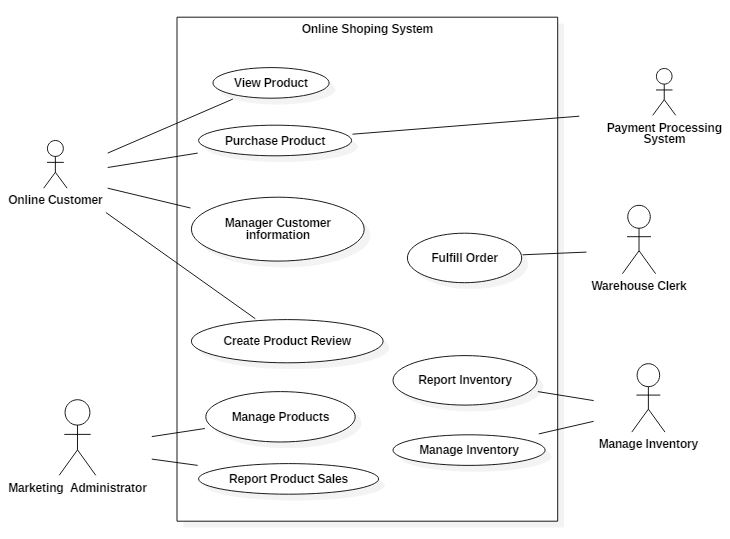 Online Shoping System
View Product
Purchase Product
Payment Processing
System
Online Customer
Manager Customer
information
Fulfill Order
Warehouse Clerk
Create Product Review
Report Inventory
Manage Products
Manage Inventory
Manage Inventory
Report Product Sales
Marketing  Administrator